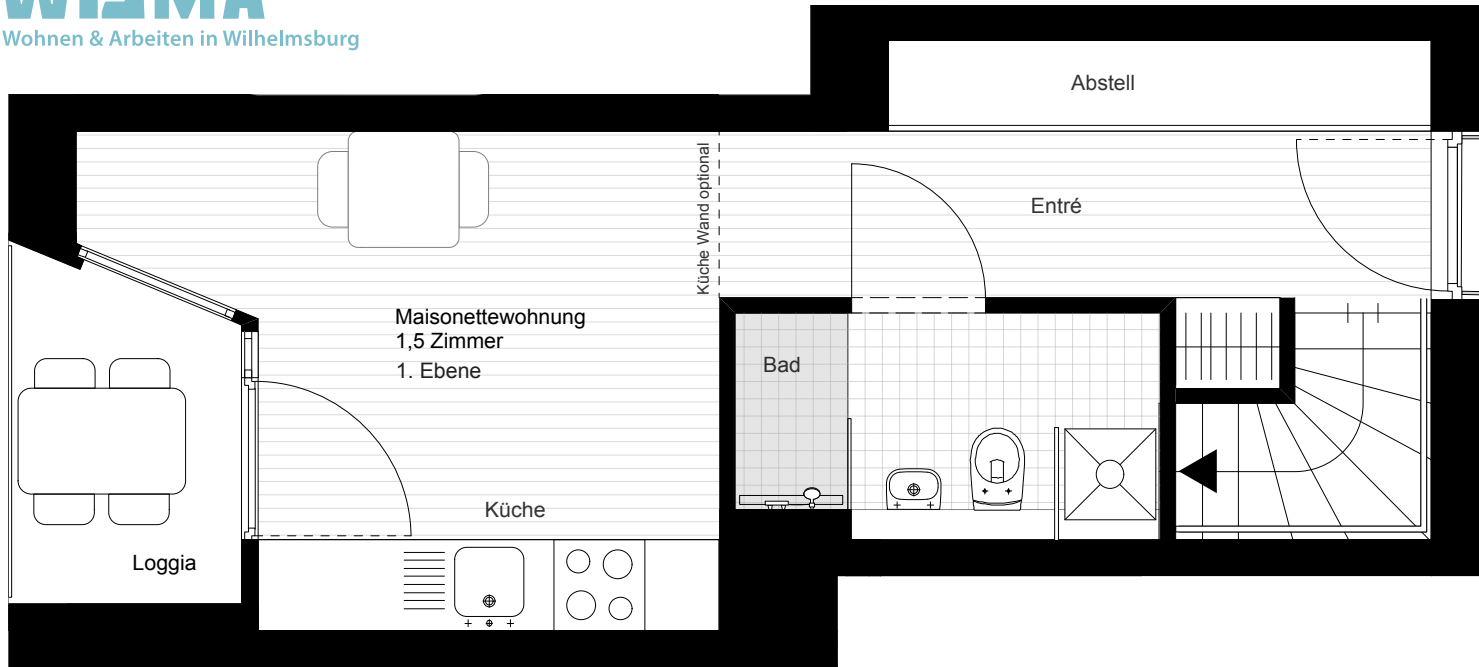 Wohnen & Arbeiten in Wilhelmsburg
Abstell
Küche Wand optional
Entré
Maisonettewohnung
1,5 Zimmer
1. Ebene
Bad
Küche
Loggia